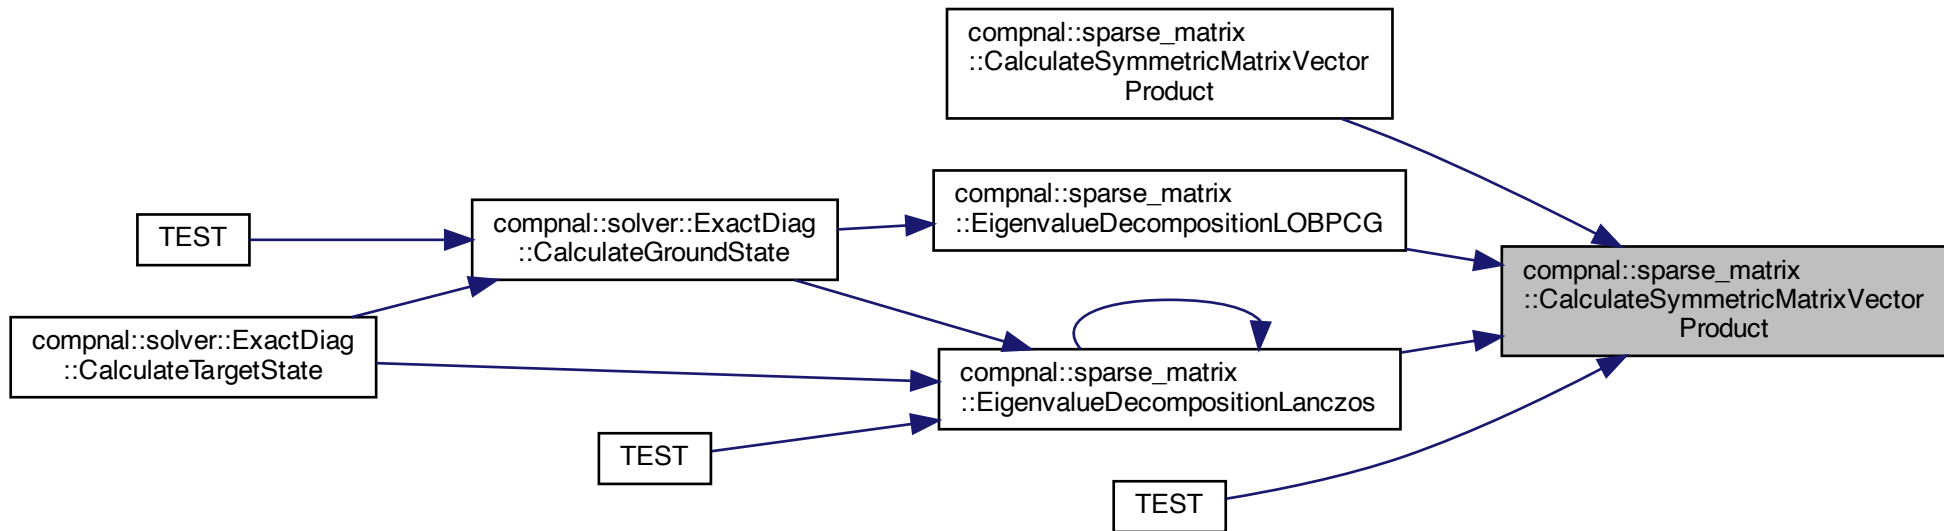 compnal::sparse_matrix
::CalculateSymmetricMatrixVector
Product
compnal::sparse_matrix
::EigenvalueDecompositionLOBPCG
compnal::solver::ExactDiag
::CalculateGroundState
TEST
compnal::sparse_matrix
::CalculateSymmetricMatrixVector
Product
compnal::solver::ExactDiag
::CalculateTargetState
compnal::sparse_matrix
::EigenvalueDecompositionLanczos
TEST
TEST